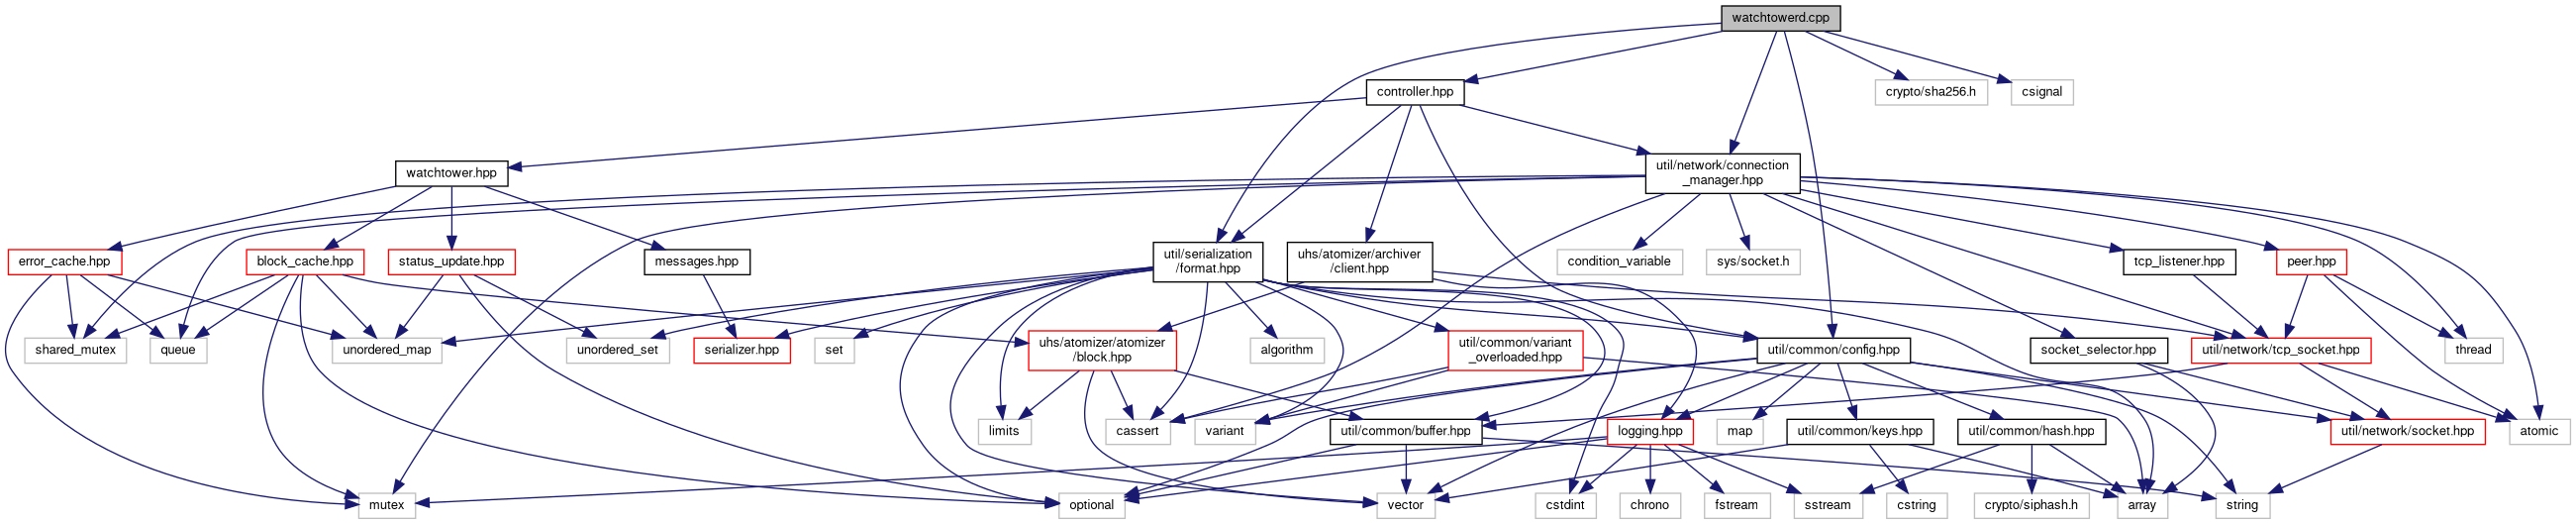 watchtowerd.cpp
controller.hpp
crypto/sha256.h
csignal
watchtower.hpp
util/network/connection
_manager.hpp
error_cache.hpp
block_cache.hpp
status_update.hpp
messages.hpp
util/serialization
/format.hpp
uhs/atomizer/archiver
/client.hpp
condition_variable
sys/socket.h
tcp_listener.hpp
peer.hpp
shared_mutex
queue
unordered_map
unordered_set
serializer.hpp
set
uhs/atomizer/atomizer
/block.hpp
algorithm
util/common/variant
_overloaded.hpp
util/common/config.hpp
socket_selector.hpp
util/network/tcp_socket.hpp
thread
limits
cassert
variant
util/common/buffer.hpp
logging.hpp
map
util/common/keys.hpp
util/common/hash.hpp
util/network/socket.hpp
atomic
mutex
optional
vector
cstdint
chrono
fstream
sstream
cstring
crypto/siphash.h
array
string